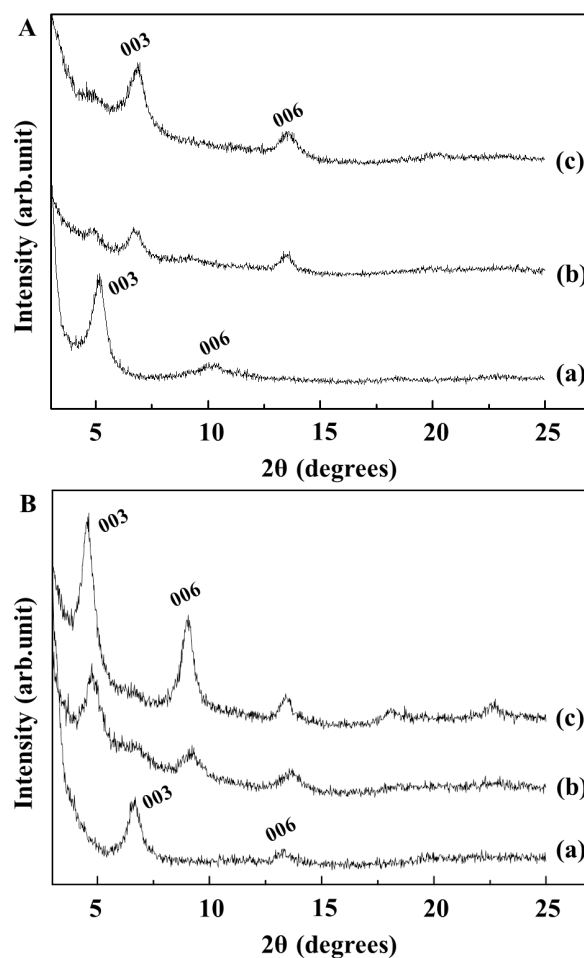 A
003
006
(c)
(b)
003
006
(a)
Intensity (arb.unit)
5 10 15 20 25
2θ (degrees)
B
003
006
(c)
(b)
003
006
(a)
Intensity (arb.unit)
5 10 15 20 25
2θ (degrees)